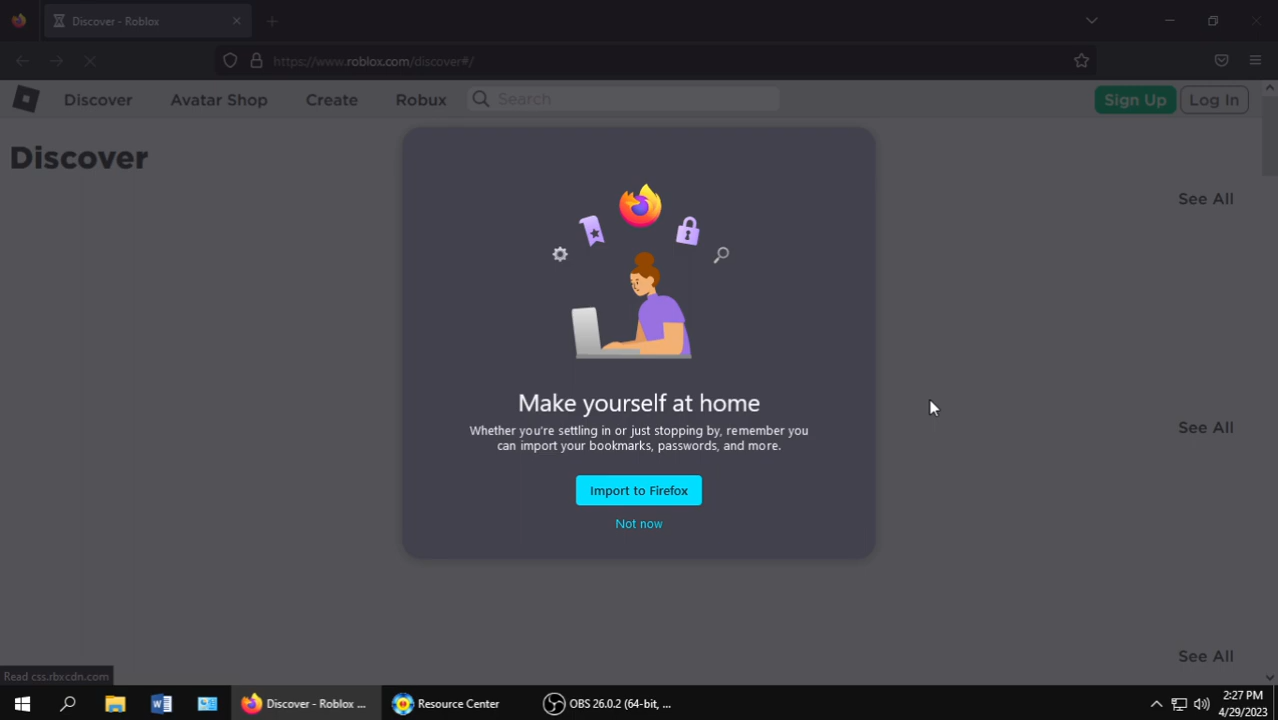 Discover - Roblox
https://www.roblox.com/discover#/
Discover
Avatar Shop
Create
Robux
Search
Sign Up
Log In
Discover
See All
Make yourself at home
Whether you're settling in or just stopping by, remember you
can import your bookmarks, passwords, and more.
Import to Firefox
Not now
See All
See All
Read css.rbxcdn.com
Discover - Roblox ...
Resource Center
OBS 26.0.2 (64-bit, ...
2:27 PM
4/29/2023